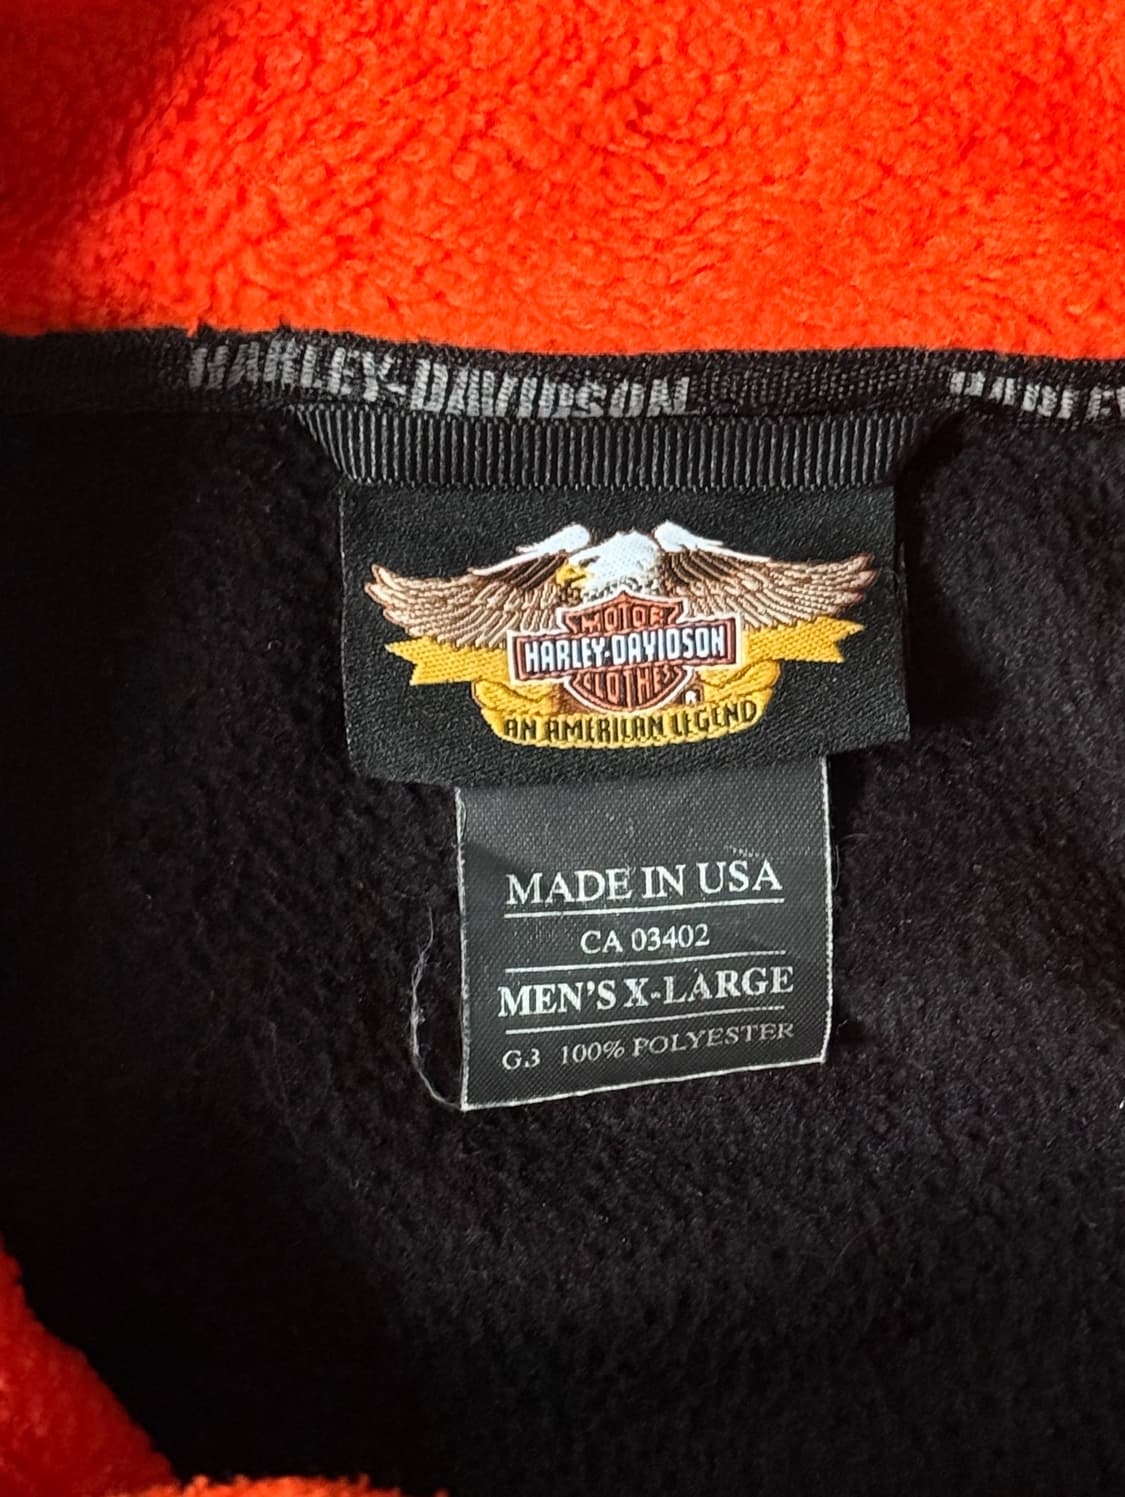 HARLEY-DAVIDSON HARLEY
MOTOR
HARLEY-DAVIDSON
CLOTHES
®
AN AMERICAN LEGEND
MADE IN USA
CA 03402
MEN'S X-LARGE
G3 100% POLYESTER